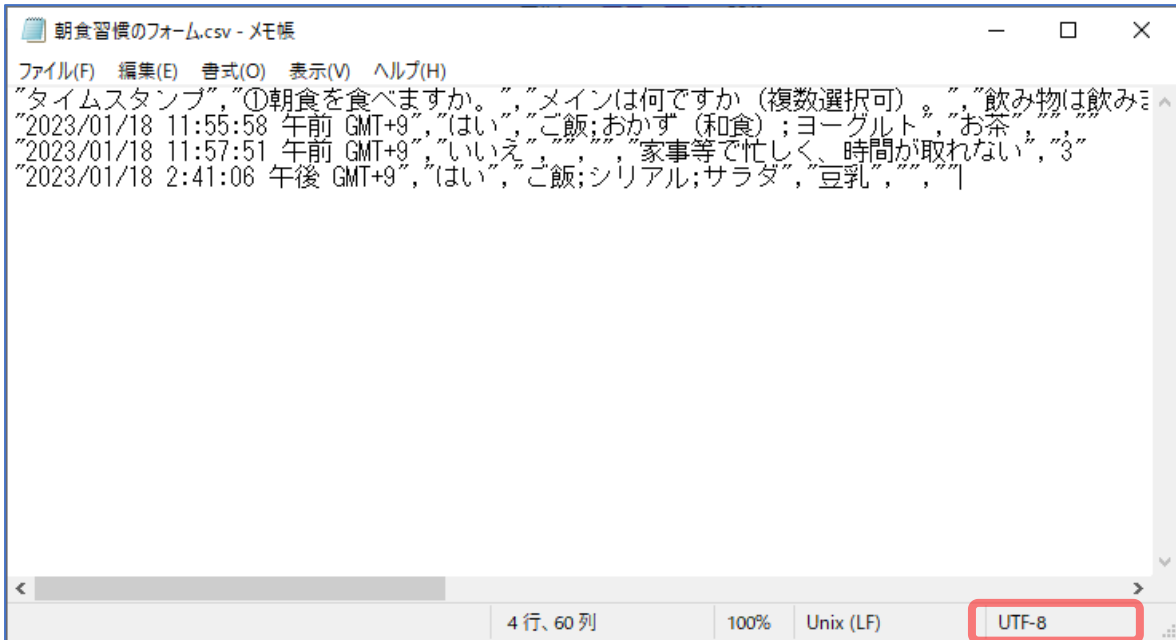 朝食習慣のフォーム.csv - メモ帳
ファイル(F) 編集(E) 書式(O) 表示(V) ヘルプ(H)
"タイムスタンプ","①朝食を食べますか。","メインは何ですか（複数選択可）。","飲み物は飲みま
"2023/01/18 11:55:58 午前 GMT+9","はい","ご飯;おかず（和食）;ヨーグルト","お茶","",""
"2023/01/18 11:57:51 午前 GMT+9","いいえ","","","家事等で忙しく、時間が取れない","3"
"2023/01/18 2:41:06 午後 GMT+9","はい","ご飯;シリアル;サラダ","豆乳","",""
4 行、60 列 100% Unix (LF) UTF-8